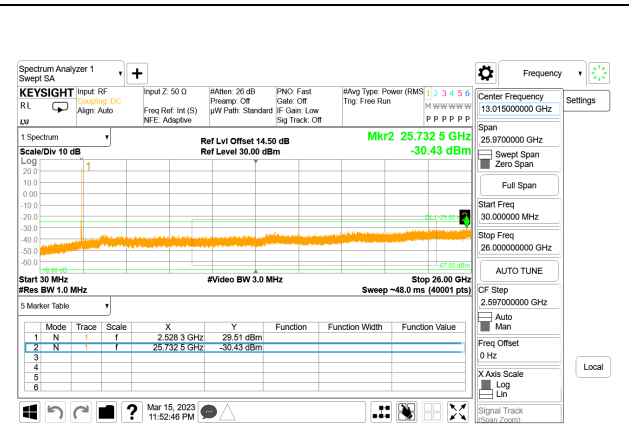 Spectrum Analyzer 1
Swept SA
+
Frequency
KEYSIGHT
RL
LXI
Input: RF
Coupling: DC
Align: Auto
Input Z: 50 Ω
Freq Ref: Int (S)
NFE: Adaptive
#Atten: 26 dB
Preamp: Off
µW Path: Standard
PNO: Fast
Gate: Off
IF Gain: Low
Sig Track: Off
#Avg Type: Power (RMS
Trig: Free Run
1 2 3 4 5 6
M W W W W W
P P P P P P
1 Spectrum
Scale/Div 10 dB
Ref Lvl Offset 14.50 dB
Ref Level 30.00 dBm
Mkr2 25.732 5 GHz
-30.43 dBm
Log
1
20.0
10.0
0.00
-10.0
-20.0
-30.0
-40.0
-50.0
-60.0
DL1 -25.00
-67.00 dBm
Start 30 MHz
#Res BW 1.0 MHz
#Video BW 3.0 MHz
Stop 26.00 GHz
Sweep ~48.0 ms (40001 pts)
5 Marker Table
Mode Trace Scale X Y Function Function Width Function Value
1 N 1 f 2.528 3 GHz 29.51 dBm
2 N 1 f 25.732 5 GHz -30.43 dBm
3
4
5
6
?
Mar 15, 2023
11:52:46 PM
Center Frequency
13.015000000 GHz
Span
25.9700000 GHz
Swept Span
Zero Span
Full Span
Start Freq
30.000000 MHz
Stop Freq
26.000000000 GHz
AUTO TUNE
CF Step
2.597000000 GHz
Auto
Man
Freq Offset
0 Hz
X Axis Scale
Log
Lin
Signal Track
(Span Zoom)
Settings
Local